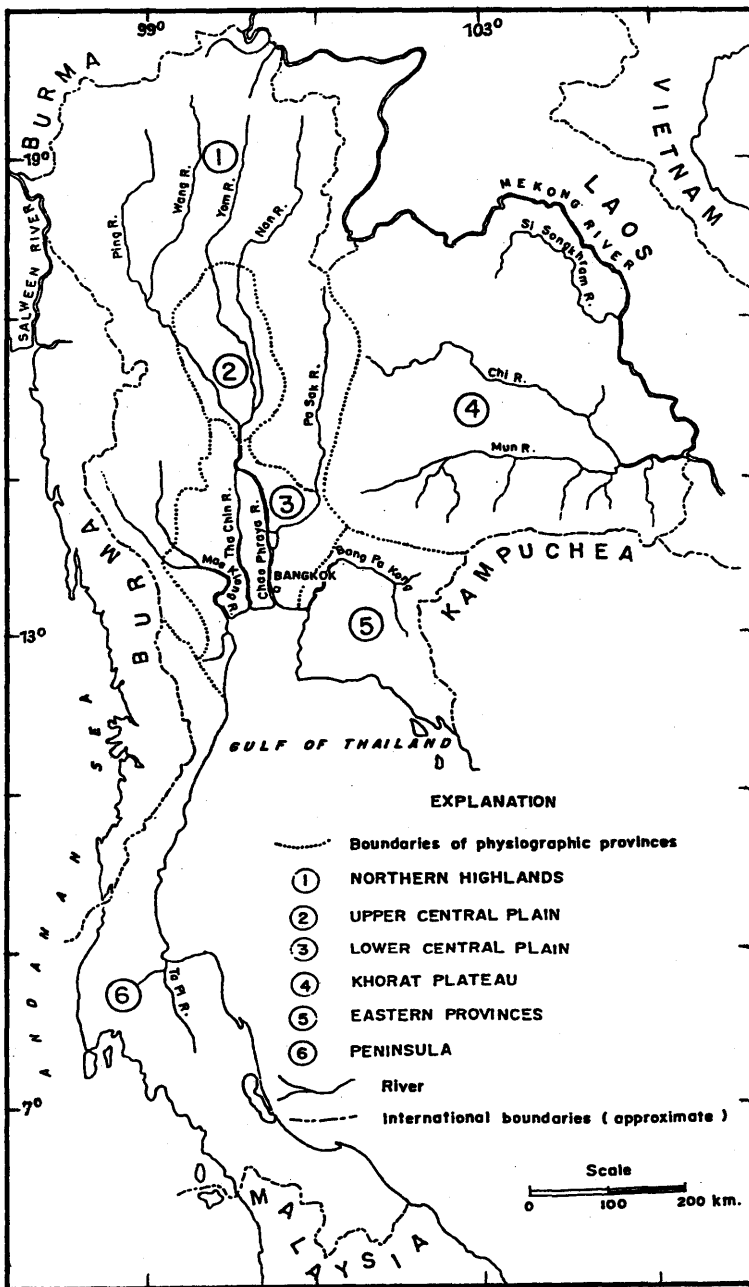 99°
103°
BURMA
VIETNAM
19°
1
Wang R.
Yom R.
Nan R.
Ping R.
LAOS
MEKONG RIVER
Si Songkhram R.
SALWEEN RIVER
2
Pa Sak R.
Chi R.
4
Mun R.
3
Tha Chin R.
Chao Phraya R.
Mae Klong R.
BANGKOK
Bang Pa Kong
KAMPUCHEA
BURMA
13°
5
GULF OF THAILAND
ANDAMAN SEA
EXPLANATION
Boundaries of physiographic provinces
1 NORTHERN HIGHLANDS
2 UPPER CENTRAL PLAIN
3 LOWER CENTRAL PLAIN
4 KHORAT PLATEAU
5 EASTERN PROVINCES
6 PENINSULA
River
International boundaries ( approximate )
6
Ta Pi R.
7°
Scale
0 100 200 km.
MALAYSIA